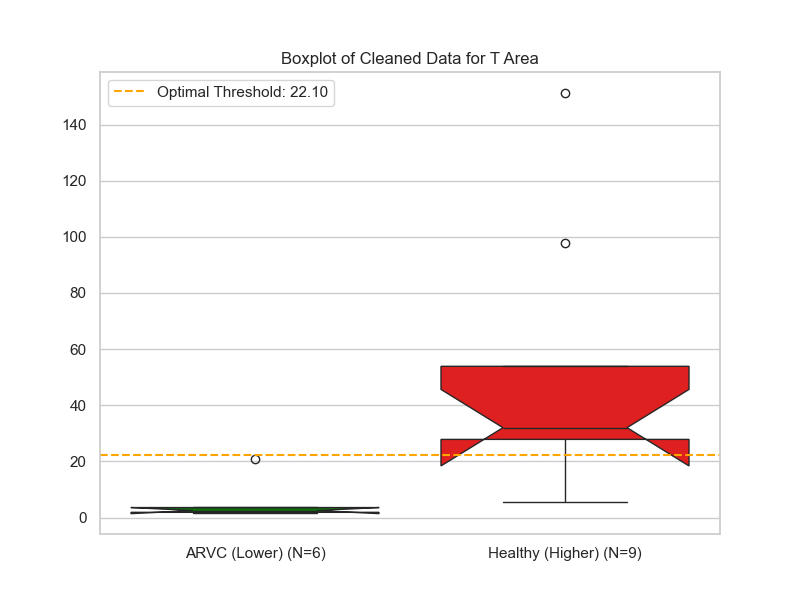 Boxplot of Cleaned Data for T Area
Optimal Threshold: 22.10
140
120
100
80
60
40
20
0
ARVC (Lower) (N=6)
Healthy (Higher) (N=9)